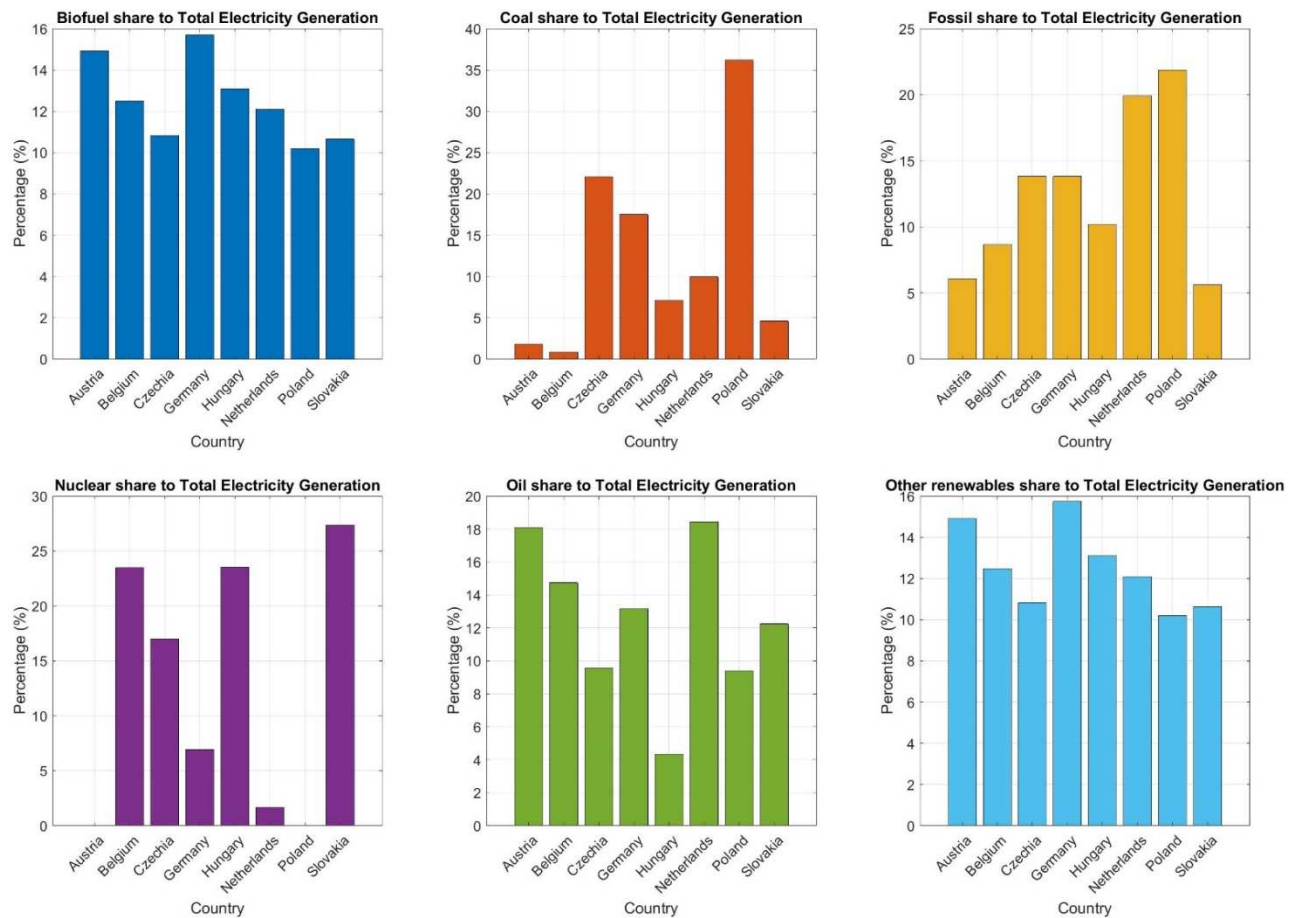 Biofuel share to Total Electricity Generation
16
14
12
10
8
6
4
2
0
Percentage (%)
Austria
Belgium
Czechia
Germany
Hungary
Netherlands
Poland
Slovakia
Country
Coal share to Total Electricity Generation
40
35
30
25
20
15
10
5
0
Percentage (%)
Austria
Belgium
Czechia
Germany
Hungary
Netherlands
Poland
Slovakia
Country
Fossil share to Total Electricity Generation
25
20
15
10
5
0
Percentage (%)
Austria
Belgium
Czechia
Germany
Hungary
Netherlands
Poland
Slovakia
Country
Nuclear share to Total Electricity Generation
30
25
20
15
10
5
0
Percentage (%)
Austria
Belgium
Czechia
Germany
Hungary
Netherlands
Poland
Slovakia
Country
Oil share to Total Electricity Generation
20
18
16
14
12
10
8
6
4
2
0
Percentage (%)
Austria
Belgium
Czechia
Germany
Hungary
Netherlands
Poland
Slovakia
Country
Other renewables share to Total Electricity Generation
16
14
12
10
8
6
4
2
0
Percentage (%)
Austria
Belgium
Czechia
Germany
Hungary
Netherlands
Poland
Slovakia
Country